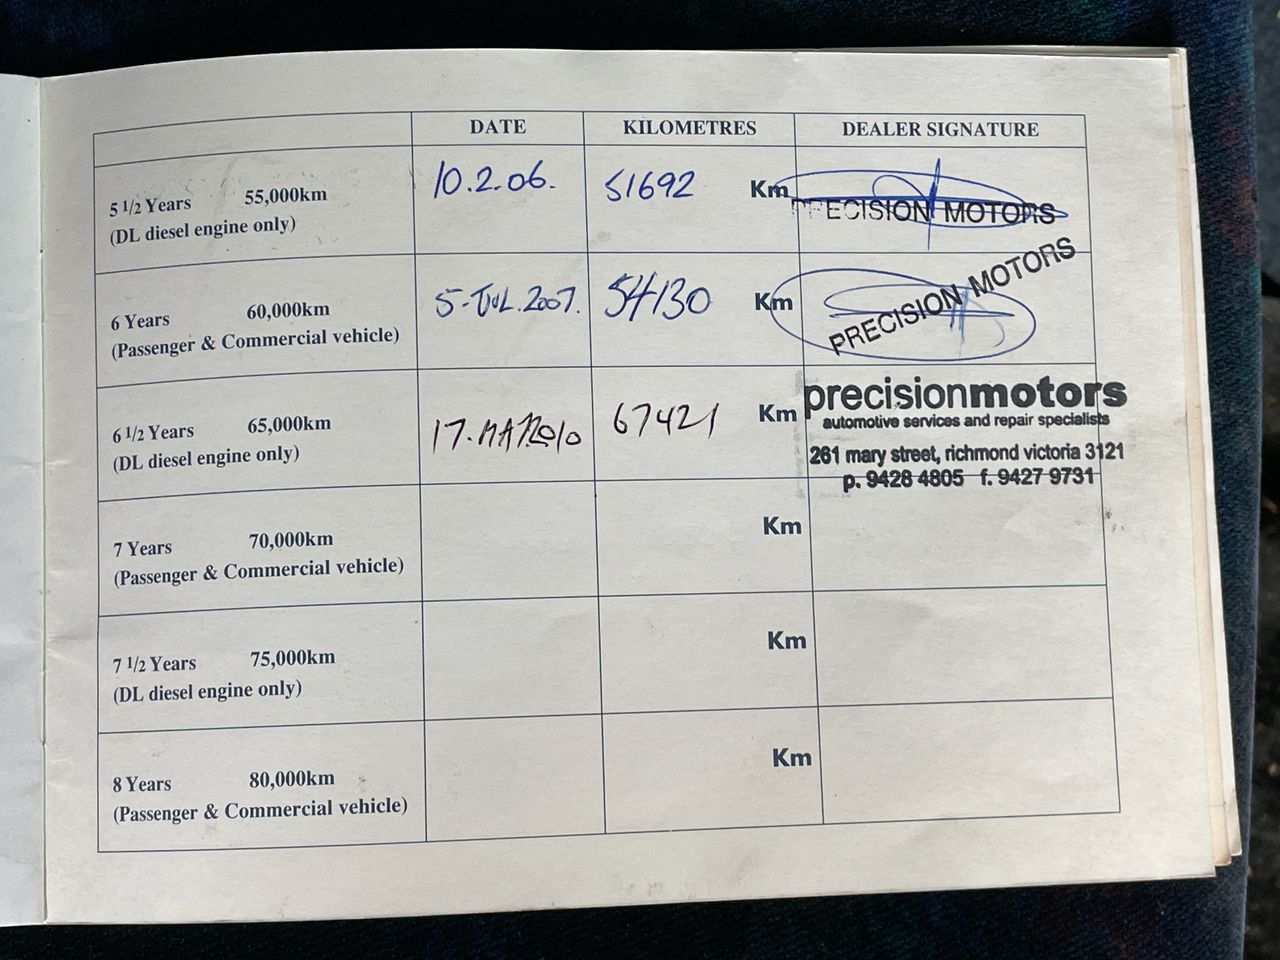 DATE KILOMETRES DEALER SIGNATURE
5 1/2 Years 55,000km 10.2.06. 51692 Km PRECISION MOTORS
(DL diesel engine only)
6 Years 60,000km 5-JUL.2007. 54130 Km PRECISION MOTORS
(Passenger & Commercial vehicle)
6 1/2 Years 65,000km 17.MAR2010 67421 Km precisionmotors
(DL diesel engine only) automotive services and repair specialists
261 mary street, richmond victoria 3121
p. 9428 4805 f. 9427 9731
7 Years 70,000km Km
(Passenger & Commercial vehicle)
7 1/2 Years 75,000km Km
(DL diesel engine only)
8 Years 80,000km Km
(Passenger & Commercial vehicle)